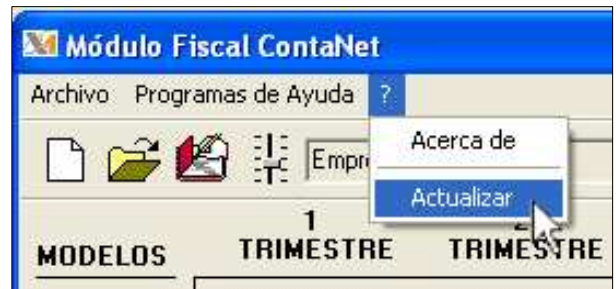 Módulo Fiscal ContaNet
Archivo Programas de Ayuda ?
Acerca de
Actualizar
1
TRIMESTRE
TRIMESTRE
MODELOS